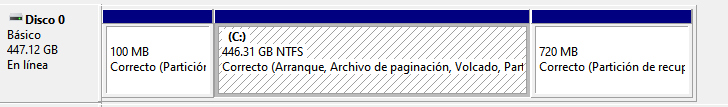 Disco 0
Básico
447.12 GB
En línea
100 MB
Correcto (Partición
(C:)
446.31 GB NTFS
Correcto (Arranque, Archivo de paginación, Volcado, Part
720 MB
Correcto (Partición de recup